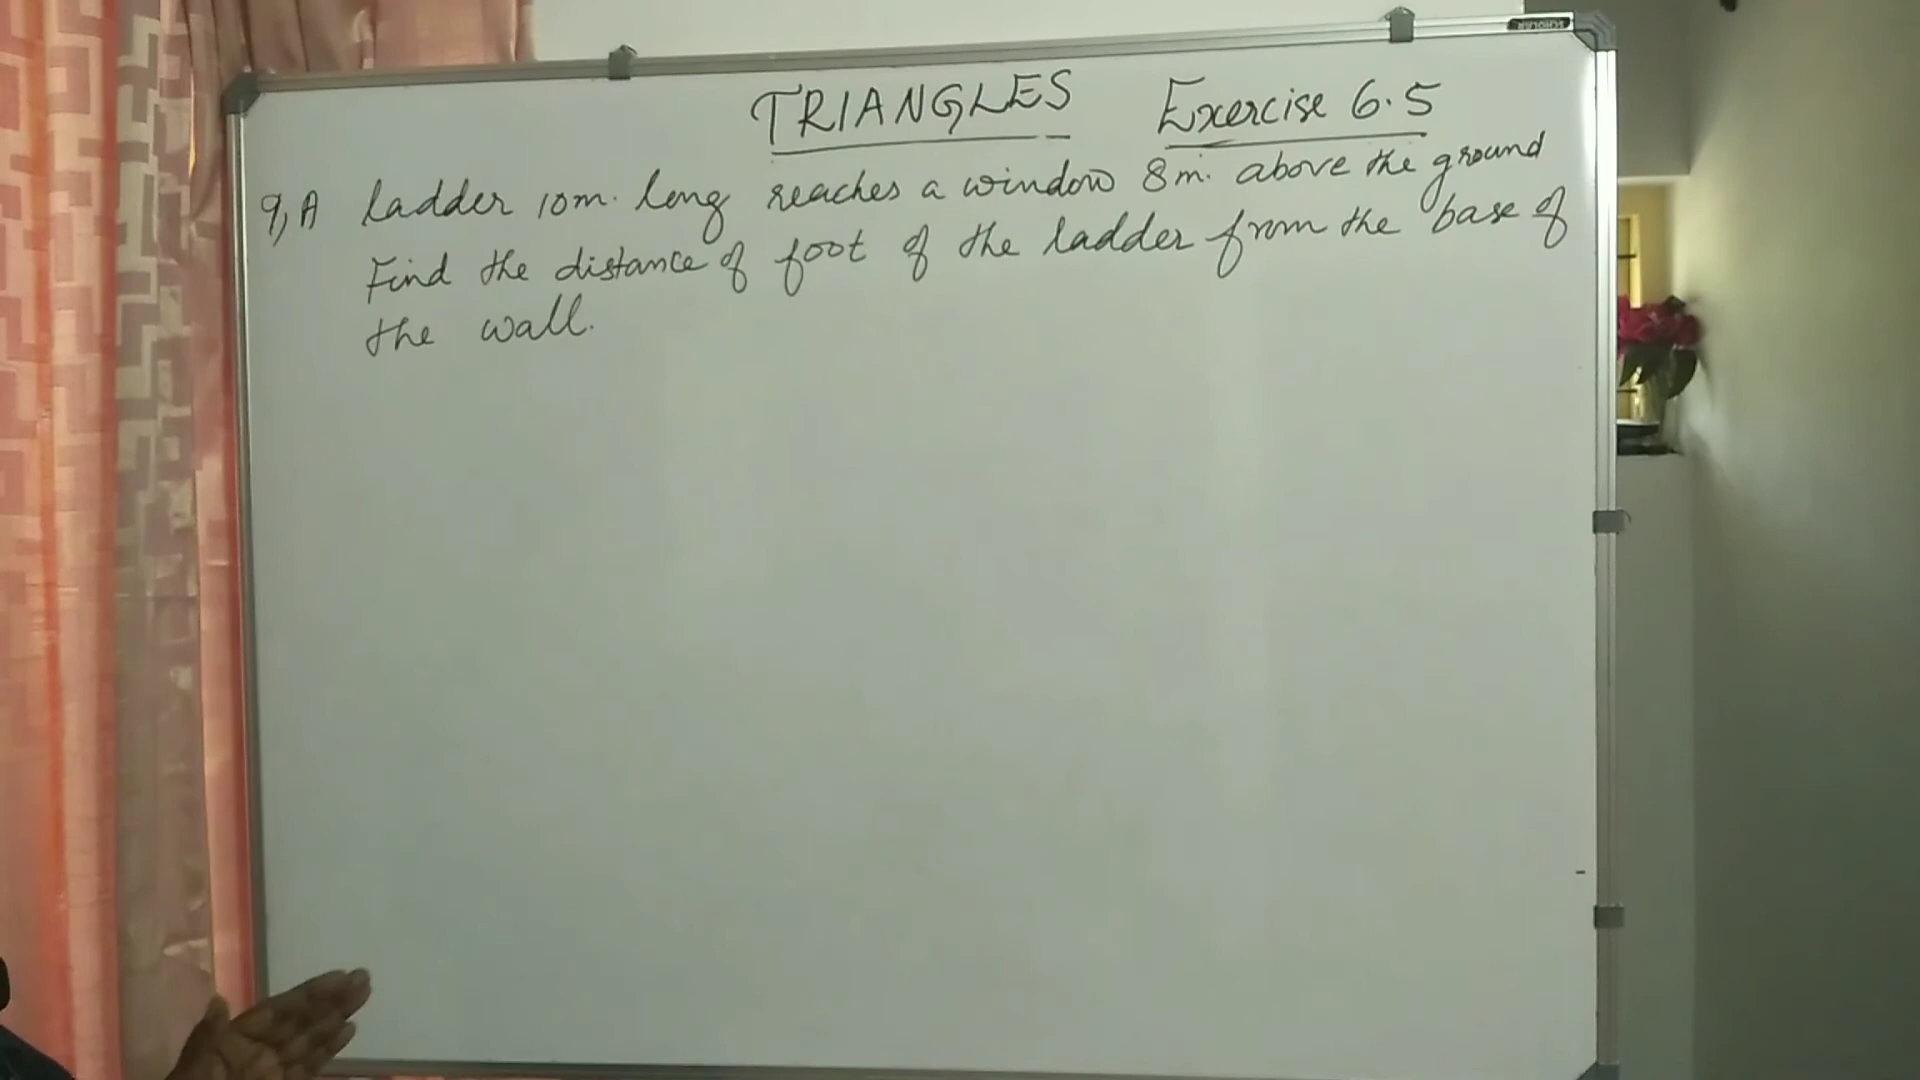 TRIANGLES Exercise 6.5
9, A ladder 10m. long reaches a window 8m. above the ground
Find the distance of foot of the ladder from the base of
the wall.